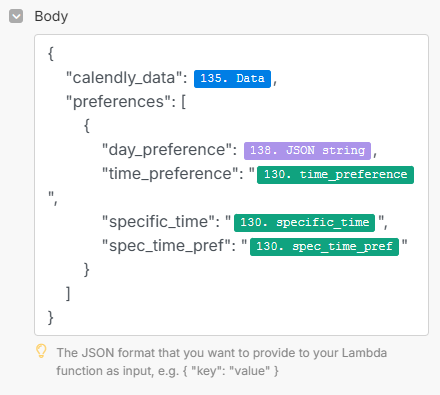 Body
{
"calendly_data": 135. Data ,
"preferences": [
{
"day_preference": 138. JSON string ,
"time_preference": " 130. time_preference
",
"specific_time": " 130. specific_time ",
"spec_time_pref": " 130. spec_time_pref "
}
]
}
The JSON format that you want to provide to your Lambda
function as input, e.g. { "key": "value" }